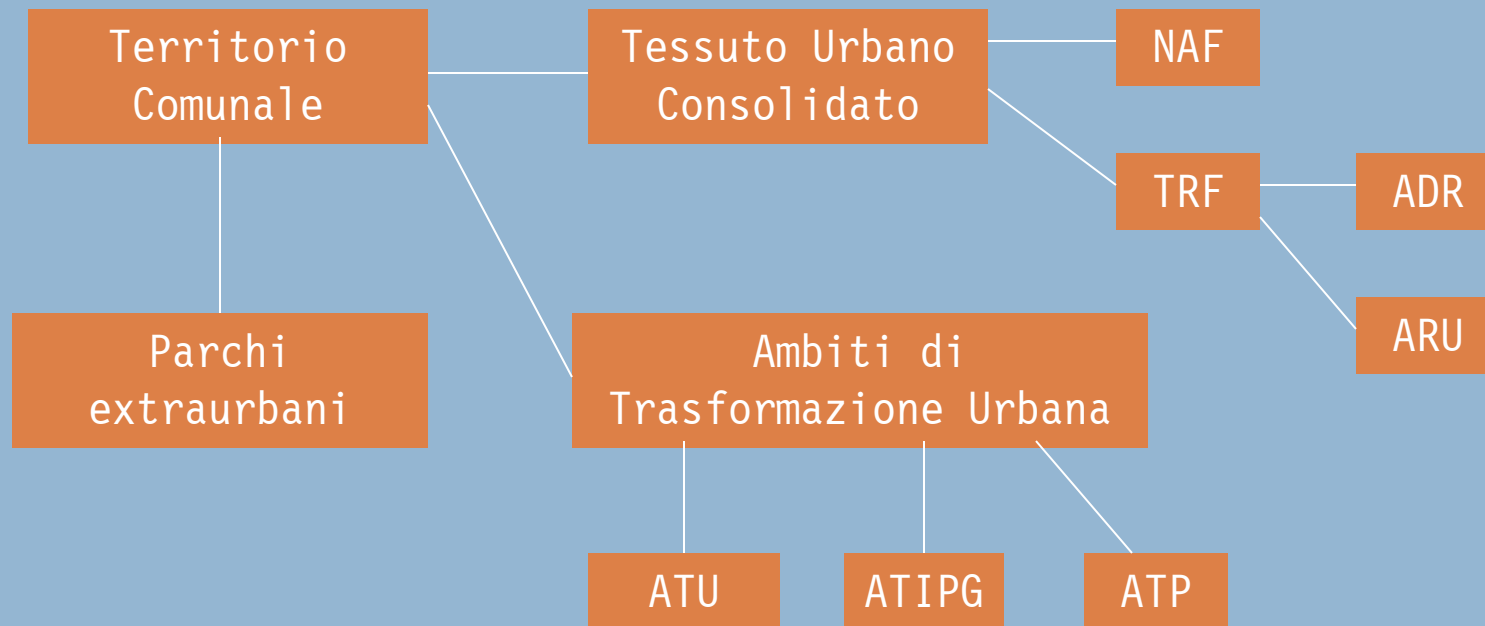 Territorio
Comunale
Tessuto Urbano
Consolidato
NAF
TRF
ADR
ARU
Parchi
extraurbani
Ambiti di
Trasformazione Urbana
ATU
ATIPG
ATP